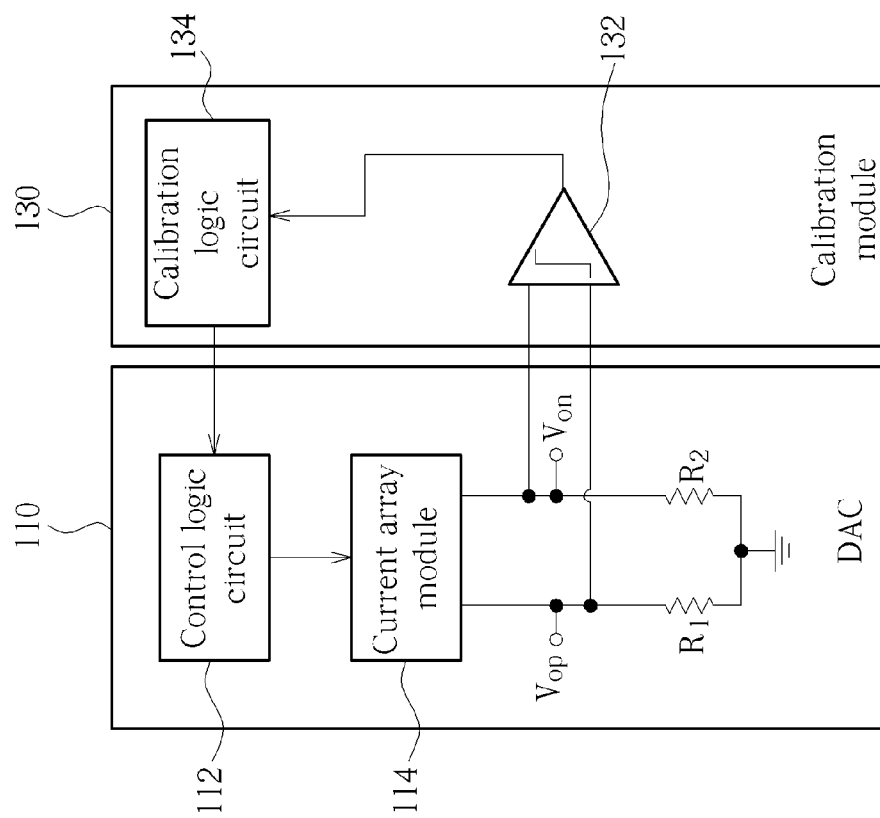 110
130
112
Control logic
circuit
Calibration
logic
circuit
134
114
Current array
module
Vop
Von
132
R1
R2
DAC
Calibration
module